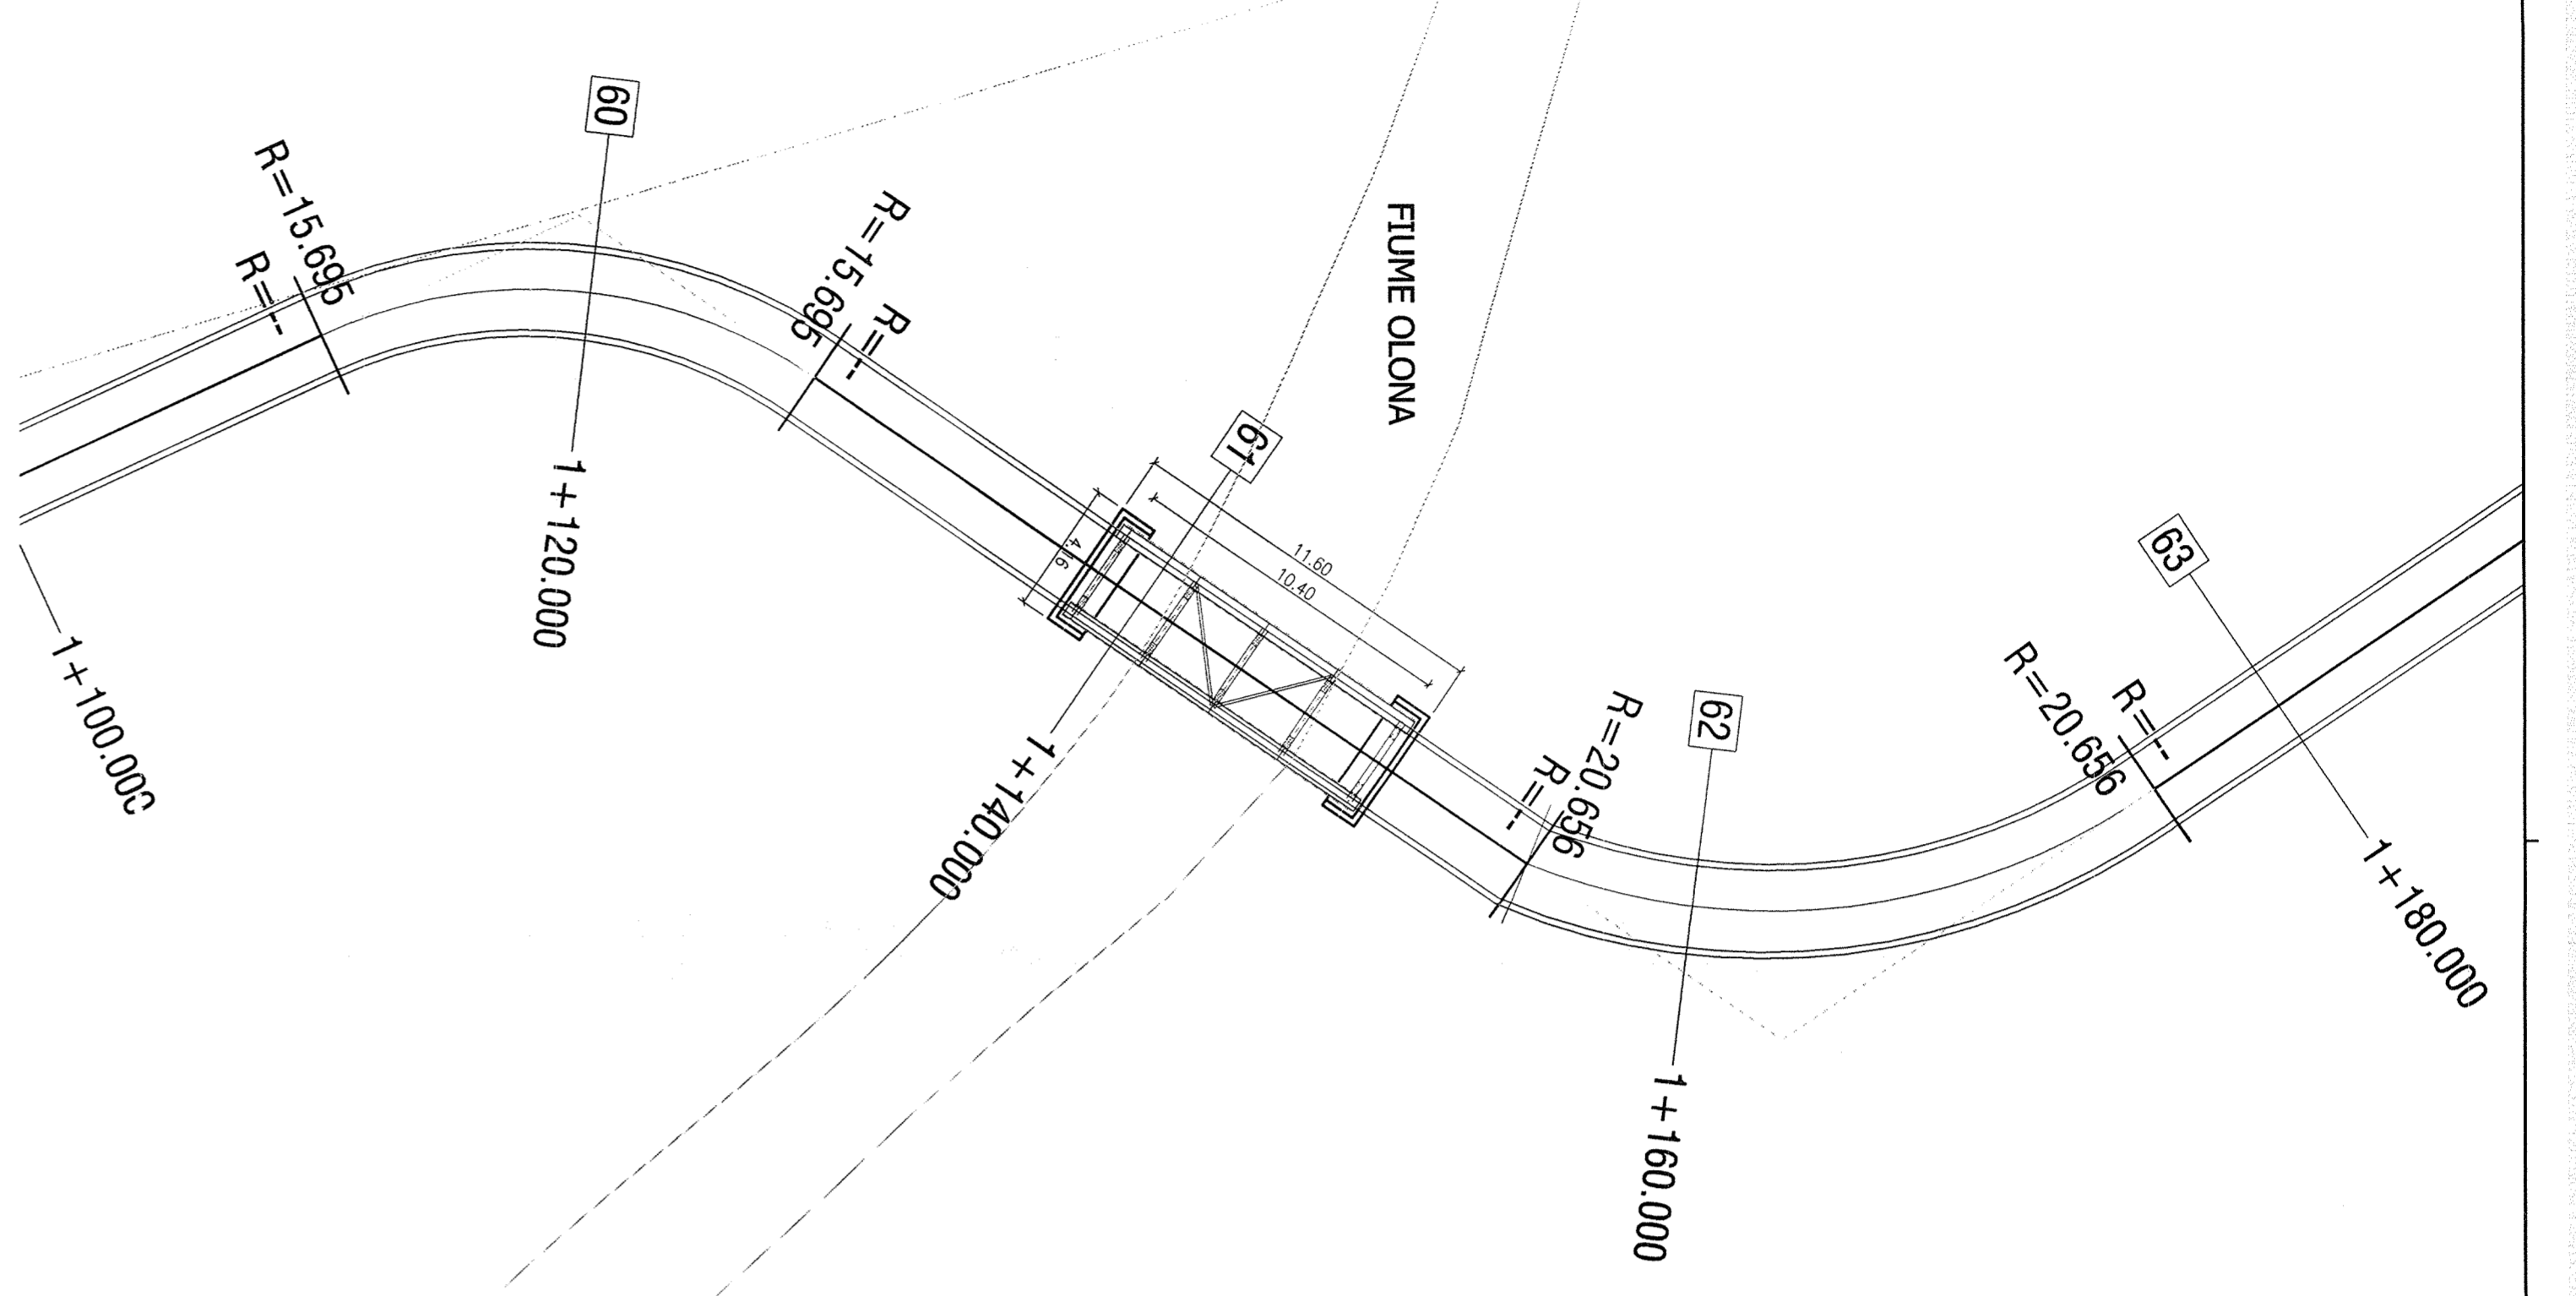 60
R=15.695
R=--
R=15.695
R=--
1+120.000
1+100.000
FIUME OLONA
61
11.60
10.40
4.16
1+140.000
62
R=20.656
R=--
1+160.000
63
R=--
R=20.656
1+180.000